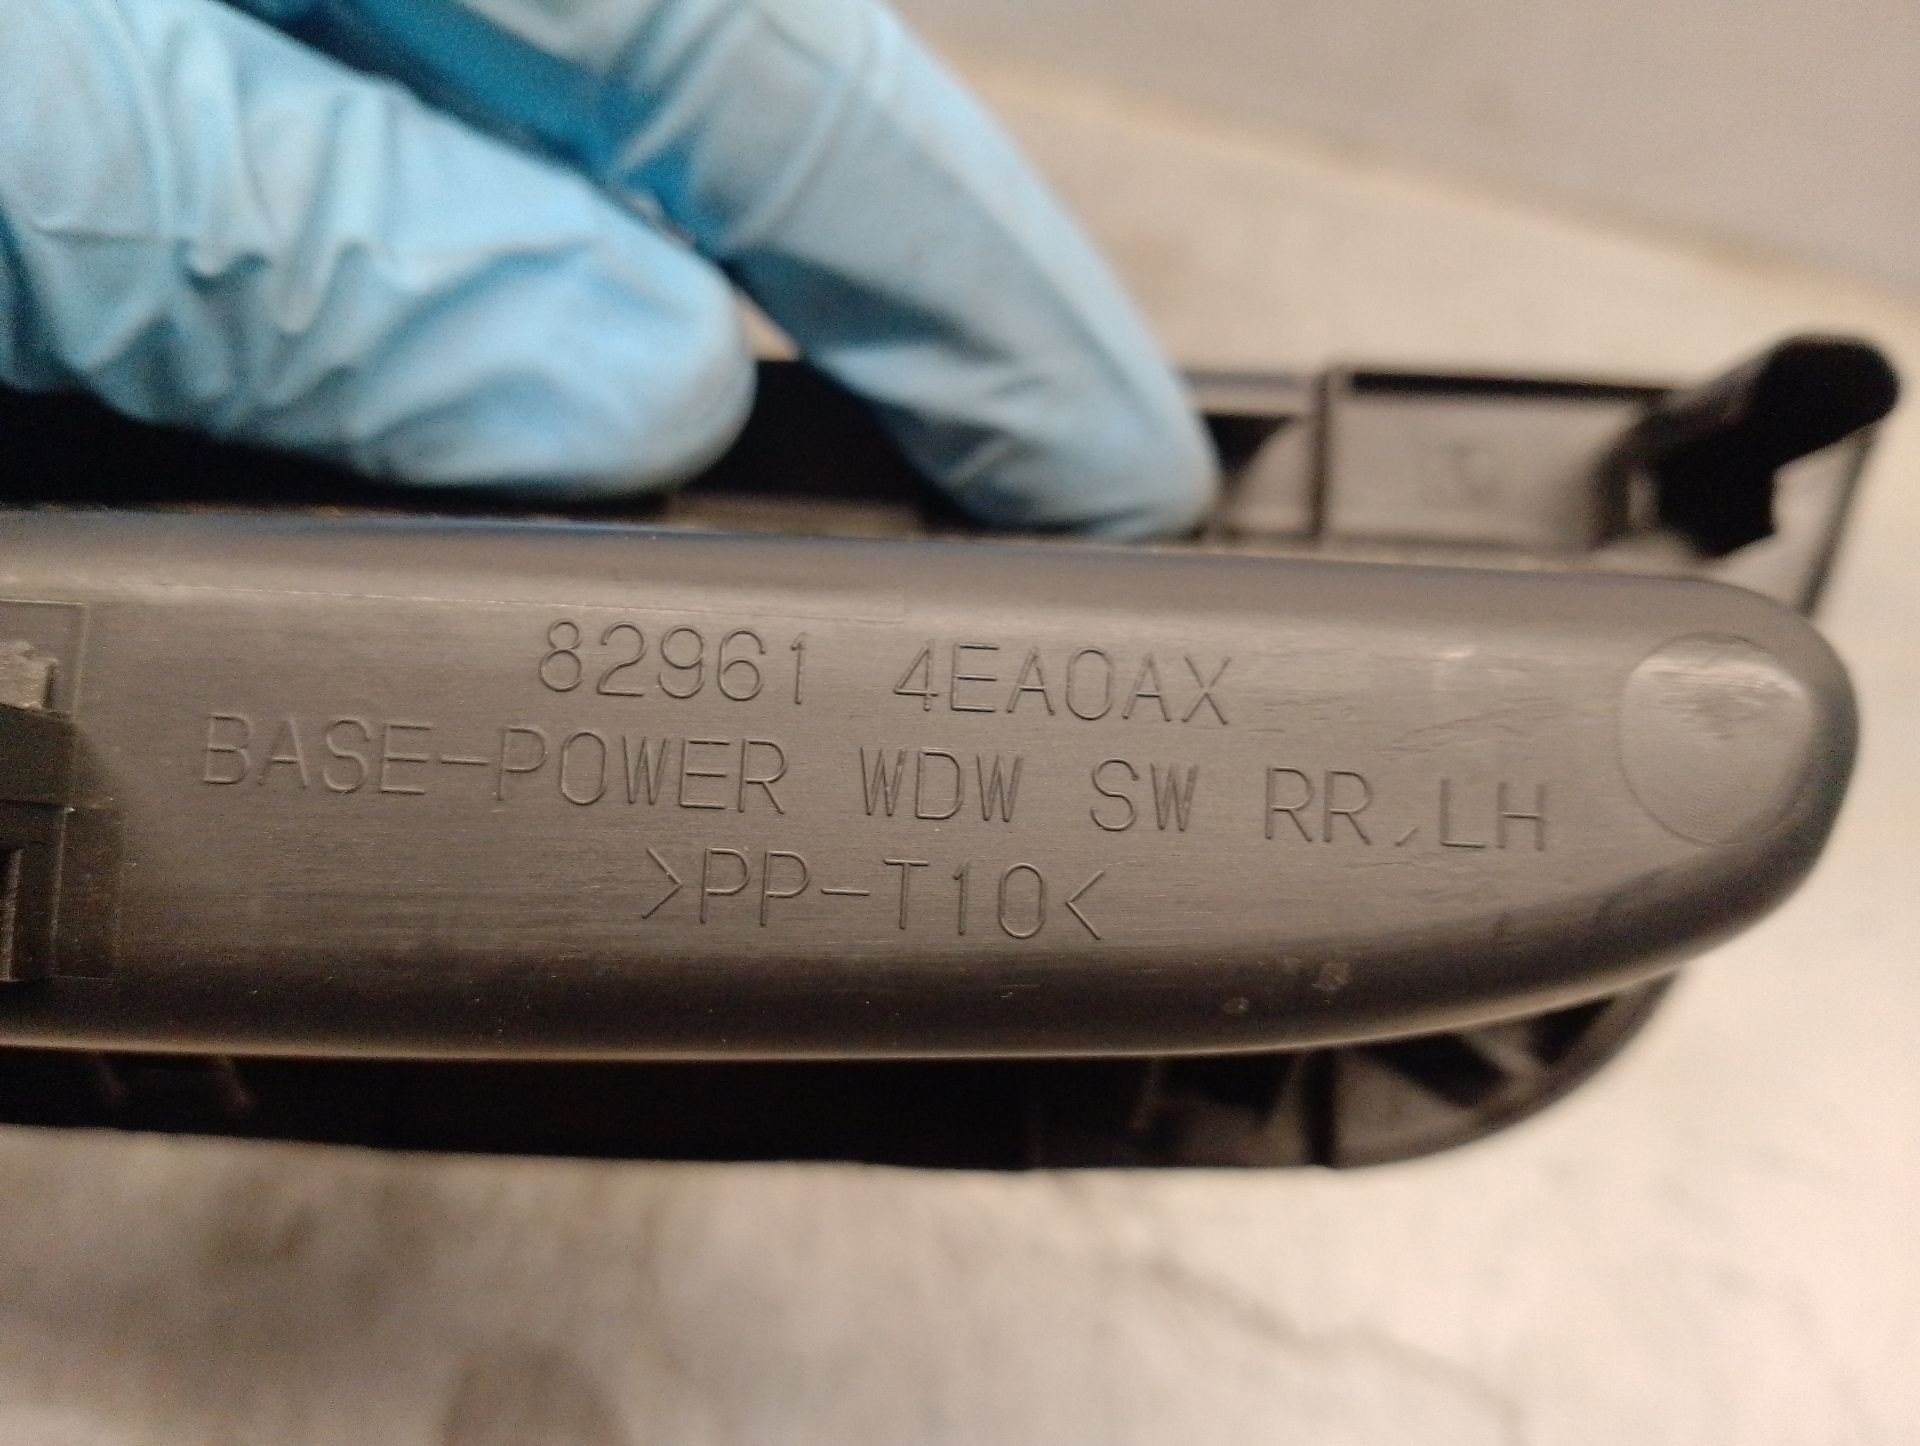 82961 4EA0AX
BASE-POWER WDW SW RR,LH
>PP-T10<